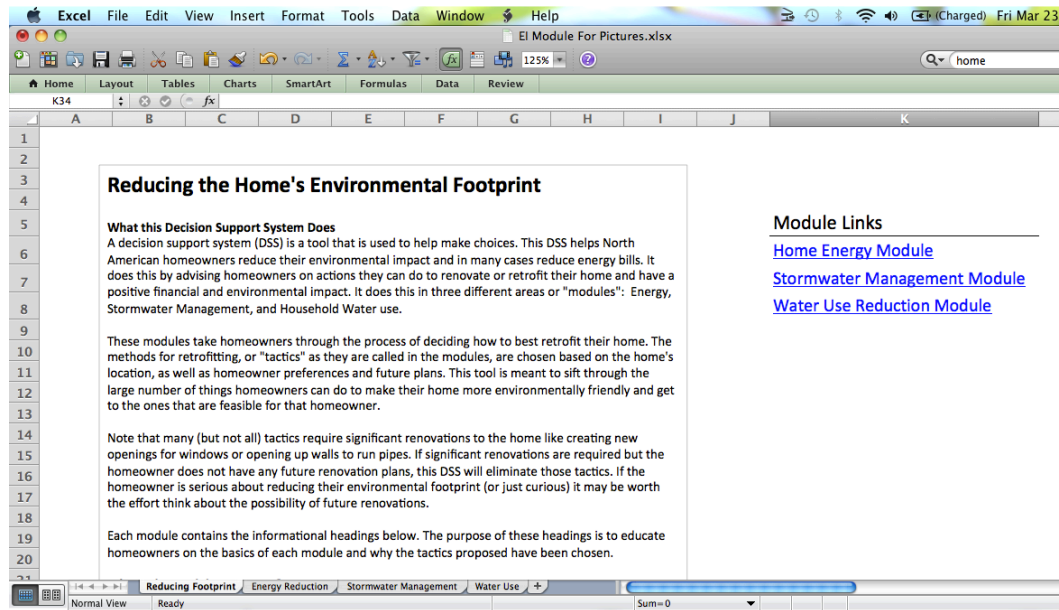 Excel File Edit View Insert Format Tools Data Window Help (Charged) Fri Mar 23
EI Module For Pictures.xlsx
fx 125% ? home
Home Layout Tables Charts SmartArt Formulas Data Review
K34 fx
A B C D E F G H I J K
1
2
3
4
5
6
7
8
9
10
11
12
13
14
15
16
17
18
19
20
21
Reducing the Home's Environmental Footprint
What this Decision Support System Does
A decision support system (DSS) is a tool that is used to help make choices. This DSS helps North
American homeowners reduce their environmental impact and in many cases reduce energy bills. It
does this by advising homeowners on actions they can do to renovate or retrofit their home and have a
positive financial and environmental impact. It does this in three different areas or "modules": Energy,
Stormwater Management, and Household Water use.
These modules take homeowners through the process of deciding how to best retrofit their home. The
methods for retrofitting, or "tactics" as they are called in the modules, are chosen based on the home's
location, as well as homeowner preferences and future plans. This tool is meant to sift through the
large number of things homeowners can do to make their home more environmentally friendly and get
to the ones that are feasible for that homeowner.
Note that many (but not all) tactics require significant renovations to the home like creating new
openings for windows or opening up walls to run pipes. If significant renovations are required but the
homeowner does not have any future renovation plans, this DSS will eliminate those tactics. If the
homeowner is serious about reducing their environmental footprint (or just curious) it may be worth
the effort think about the possibility of future renovations.
Each module contains the informational headings below. The purpose of these headings is to educate
homeowners on the basics of each module and why the tactics proposed have been chosen.
Module Links
Home Energy Module
Stormwater Management Module
Water Use Reduction Module
Reducing Footprint Energy Reduction Stormwater Management Water Use +
Normal View Ready Sum=0